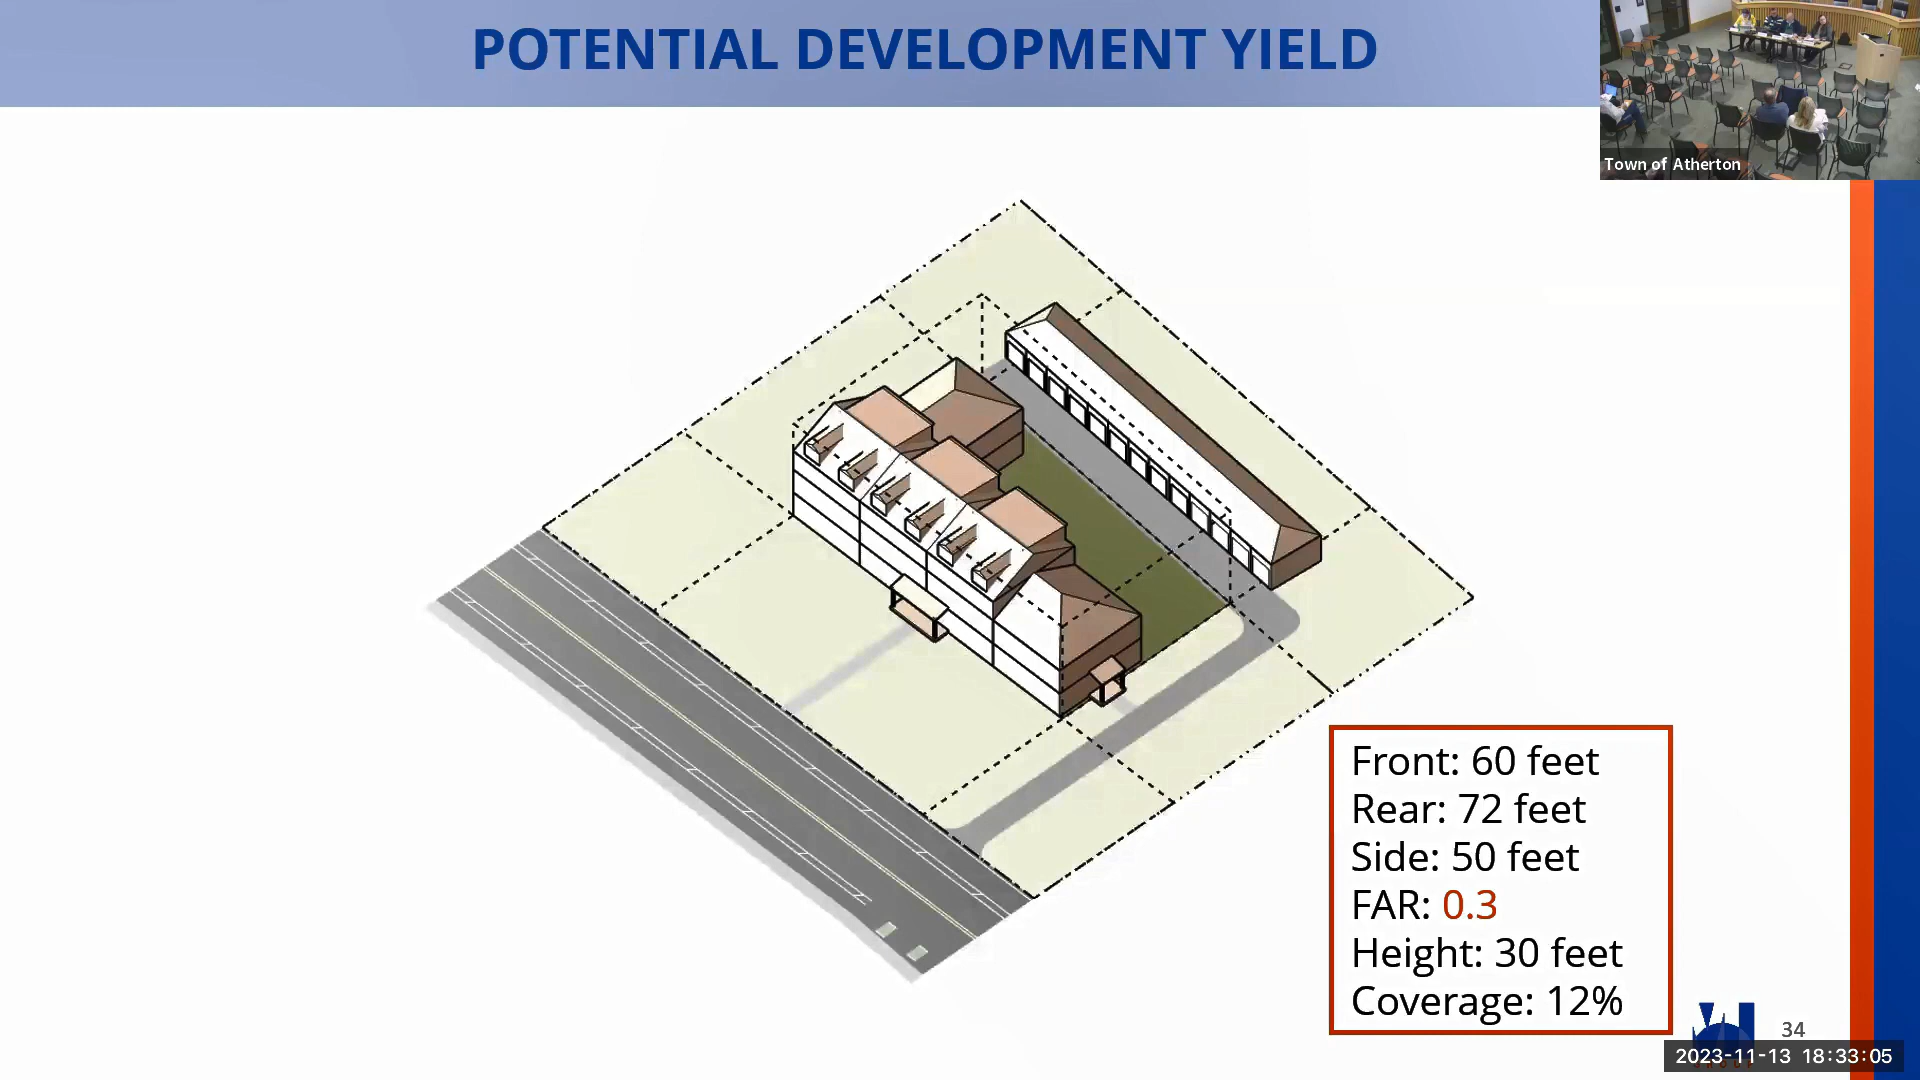 POTENTIAL DEVELOPMENT YIELD
Town of Atherton
Front: 60 feet
Rear: 72 feet
Side: 50 feet
FAR: 0.3
Height: 30 feet
Coverage: 12%
34
2023-11-13 18:33:05